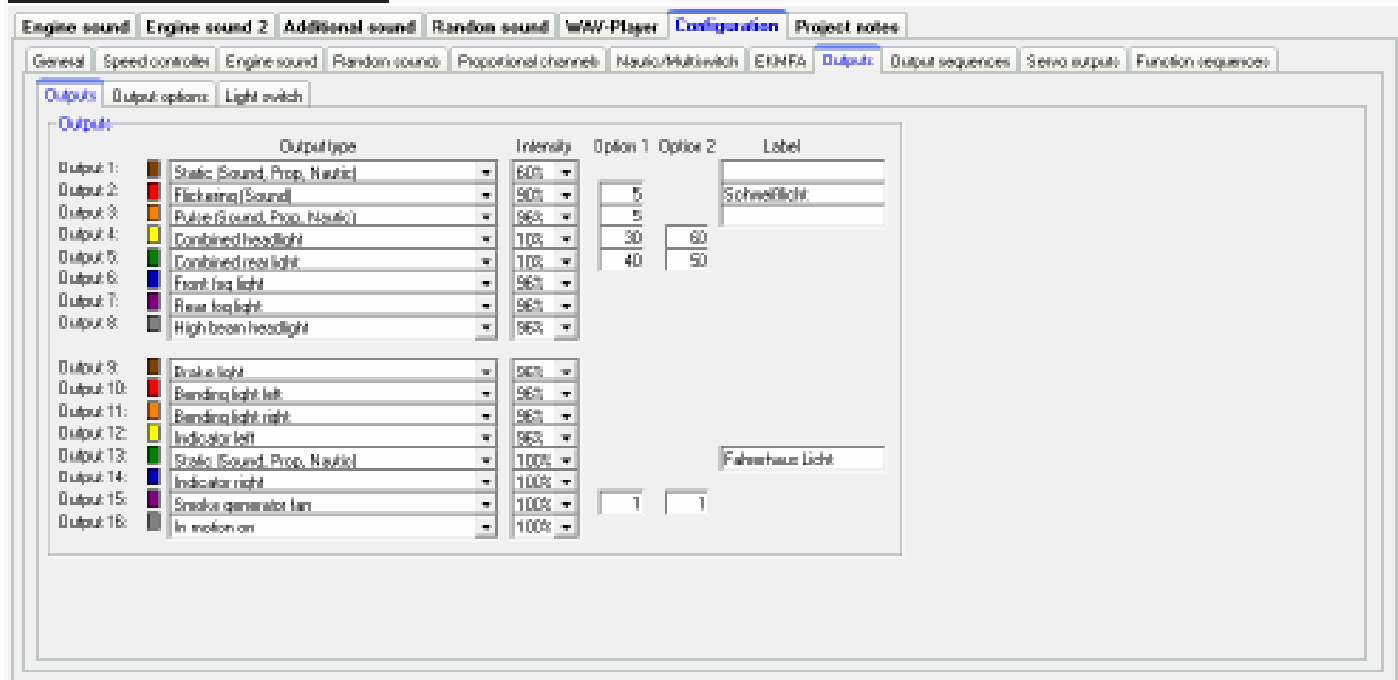 Engine sound Engine sound 2 Additional sound Random sound WAV-Player Configuration Project notes
General Speed controller Engine sound Random sounds Proportional channels Nautic/Multiswitch EKMFA Outputs Output sequences Servo outputs Function sequences
Outputs Output options Light switch
Outputs
Output type Intensity Option 1 Option 2 Label
Output 1: Static (Sound, Prop, Nautic) 60%
Output 2: Flickering (Sound) 90% 5 Schweißlicht
Output 3: Pulse (Sound, Prop, Nautic) 96% 5
Output 4: Combined headlight 10% 30 60
Output 5: Combined rear light 10% 40 50
Output 6: Front fog light 96%
Output 7: Rear fog light 96%
Output 8: High beam headlight 96%
Output 9: Brake light 96%
Output 10: Bending light left 96%
Output 11: Bending light right 96%
Output 12: Indicator left 96%
Output 13: Static (Sound, Prop, Nautic) 100% Fahrerhaus Licht
Output 14: Indicator right 100%
Output 15: Smoke generator fan 100% 1 1
Output 16: In motion on 100%